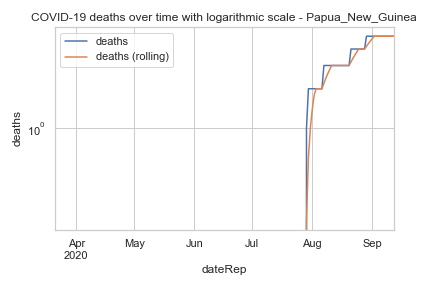 COVID-19 deaths over time with logarithmic scale - Papua_New_Guinea
deaths
deaths (rolling)
deaths
10⁰
Apr May Jun Jul Aug Sep
2020
dateRep